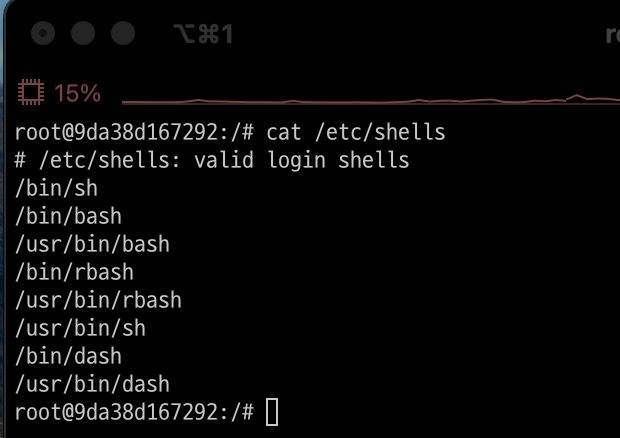 ⌥⌘1
15%
root@9da38d167292:/# cat /etc/shells
# /etc/shells: valid login shells
/bin/sh
/bin/bash
/usr/bin/bash
/bin/rbash
/usr/bin/rbash
/usr/bin/sh
/bin/dash
/usr/bin/dash
root@9da38d167292:/#